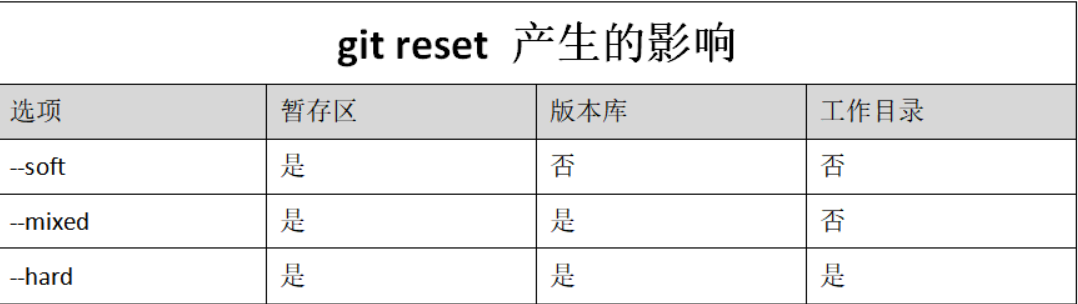 git reset 产生的影响
选项 暂存区 版本库 工作目录
--soft 是 否 否
--mixed 是 是 否
--hard 是 是 是